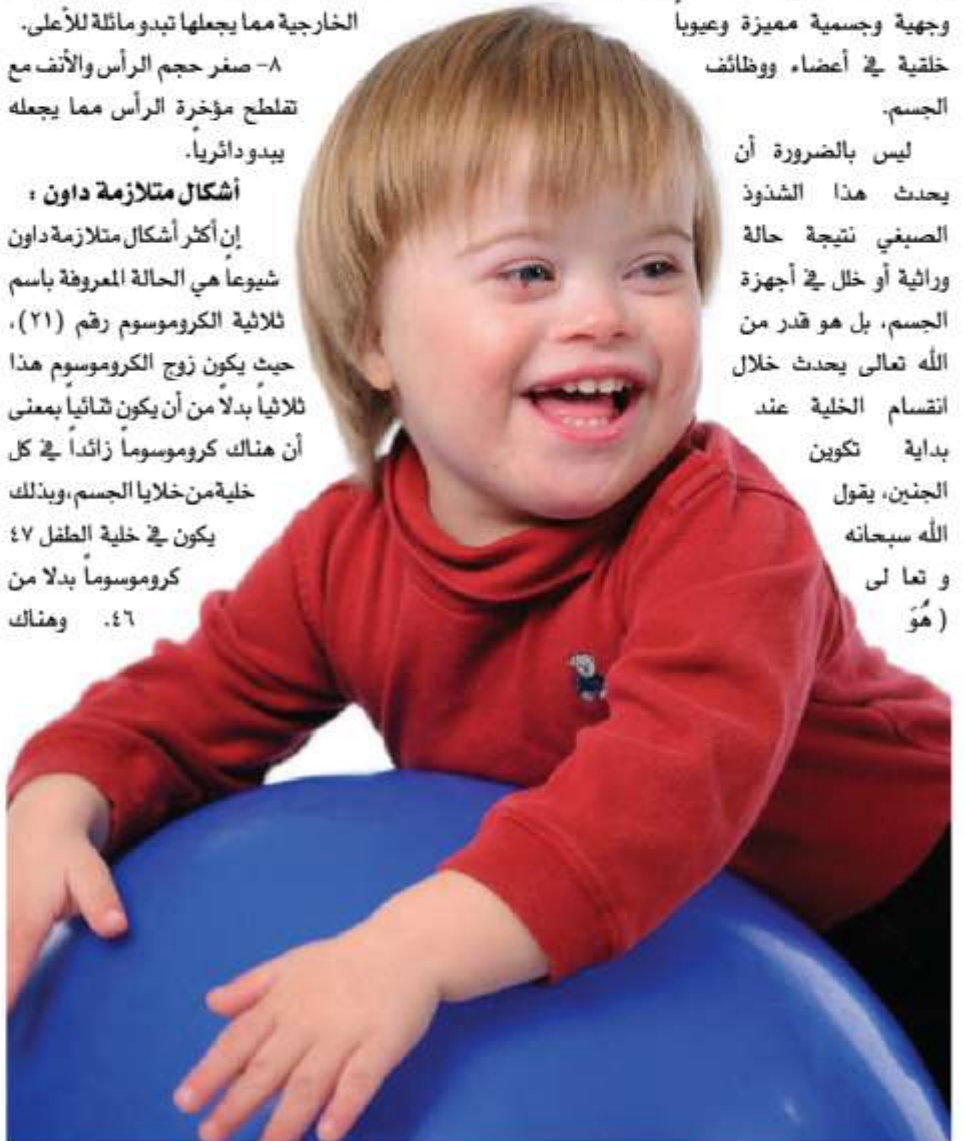 وجهية وجسمية مميزة وعيوباً
خلقية في أعضاء ووظائف
الجسم.
ليس بالضرورة أن
يحدث هذا الشذوذ
الصبغي نتيجة حالة
وراثية أو خلل في أجهزة
الجسم، بل هو قدر من
الله تعالى يحدث خلال
انقسام الخلية عند
بداية تكوين
الجنين، يقول
الله سبحانه
و تعا لى
( هُوَ
الخارجية مما يجعلها تبدو مائلة للأعلى.
٨- صغر حجم الرأس والأنف مع
تفلطح مؤخرة الرأس مما يجعله
يبدو دائرياً.
أشكال متلازمة داون :
إن أكثر أشكال متلازمة داون
شيوعاً هي الحالة المعروفة باسم
ثلاثية الكروموسوم رقم (٢١)،
حيث يكون زوج الكروموسوم هذا
ثلاثياً بدلاً من أن يكون ثنائياً بمعنى
أن هناك كروموسوماً زائداً في كل
خلية من خلايا الجسم، وبذلك
يكون في خلية الطفل ٤٧
كروموسوماً بدلا من
٤٦. وهناك